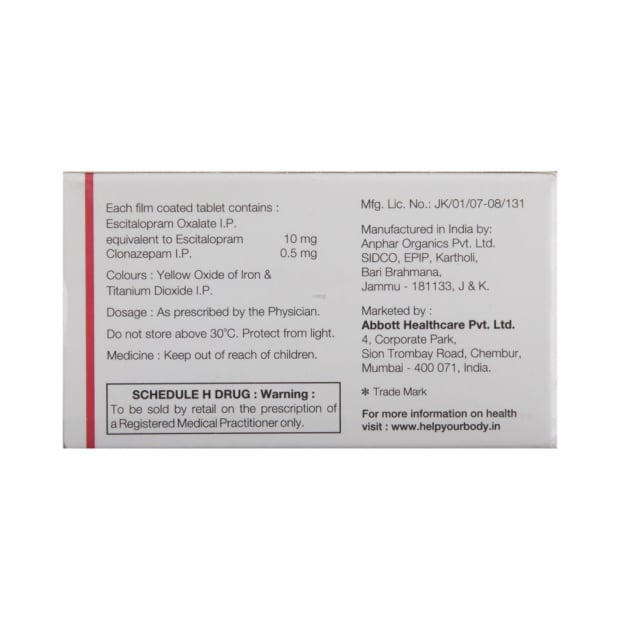 Each film coated tablet contains :
Escitalopram Oxalate I.P.
equivalent to Escitalopram 10 mg
Clonazepam I.P. 0.5 mg
Colours : Yellow Oxide of Iron &
Titanium Dioxide I.P.
Dosage : As prescribed by the Physician.
Do not store above 30°C. Protect from light.
Medicine : Keep out of reach of children.
SCHEDULE H DRUG : Warning :
To be sold by retail on the prescription of
a Registered Medical Practitioner only.
Mfg. Lic. No.: JK/01/07-08/131
Manufactured in India by:
Anphar Organics Pvt. Ltd.
SIDCO, EPIP, Kartholi,
Bari Brahmana,
Jammu - 181133, J & K.
Marketed by :
Abbott Healthcare Pvt. Ltd.
4, Corporate Park,
Sion Trombay Road, Chembur,
Mumbai - 400 071, India.
* Trade Mark
For more information on health
visit : www.helpyourbody.in